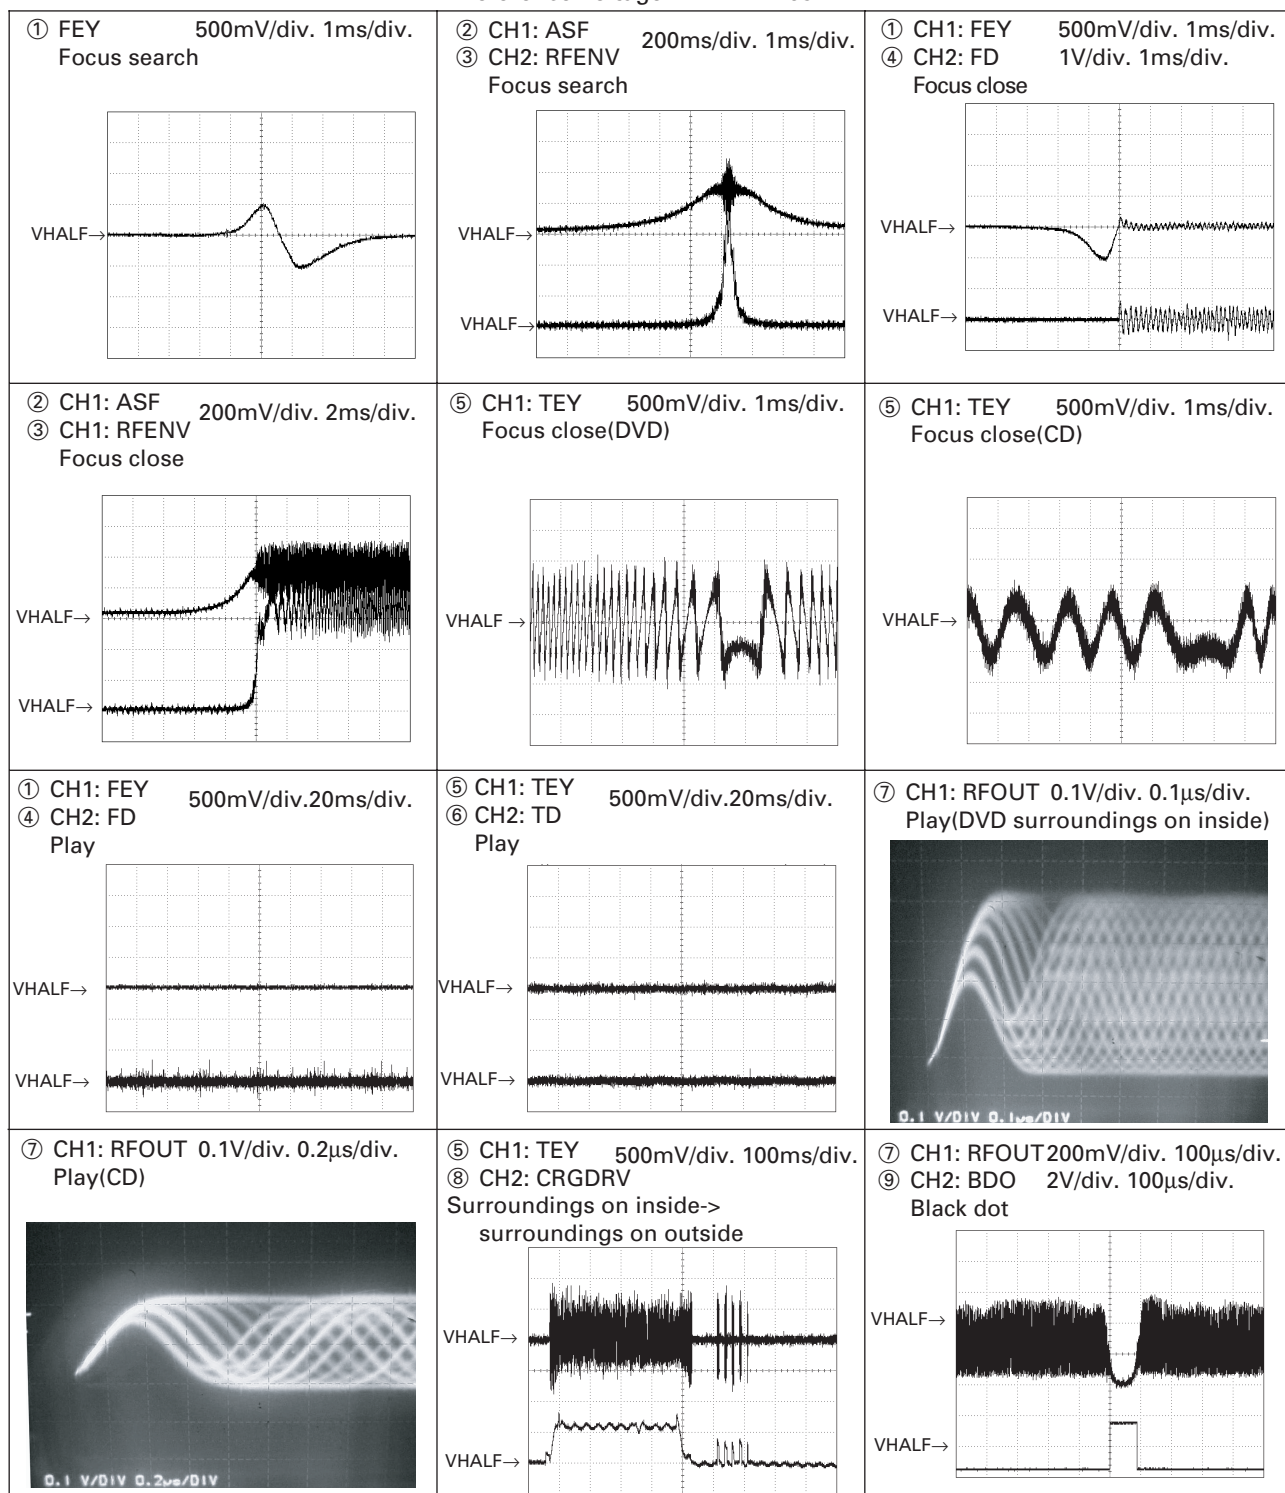 ① FEY 500mV/div. 1ms/div.
Focus search
VHALF→
② CH1: ASF 200ms/div. 1ms/div.
③ CH2: RFENV
Focus search
VHALF→
VHALF→
① CH1: FEY 500mV/div. 1ms/div.
④ CH2: FD 1V/div. 1ms/div.
Focus close
VHALF→
VHALF→
② CH1: ASF 200mV/div. 2ms/div.
③ CH1: RFENV
Focus close
VHALF→
VHALF→
⑤ CH1: TEY 500mV/div. 1ms/div.
Focus close(DVD)
VHALF →
⑤ CH1: TEY 500mV/div. 1ms/div.
Focus close(CD)
VHALF→
① CH1: FEY 500mV/div.20ms/div.
④ CH2: FD
Play
VHALF→
VHALF→
⑤ CH1: TEY 500mV/div.20ms/div.
⑥ CH2: TD
Play
VHALF→
VHALF→
⑦ CH1: RFOUT 0.1V/div. 0.1µs/div.
Play(DVD surroundings on inside)
0.1 V/DIV 0.1µs/DIV
⑦ CH1: RFOUT 0.1V/div. 0.2µs/div.
Play(CD)
0.1 V/DIV 0.2µs/DIV
⑤ CH1: TEY 500mV/div. 100ms/div.
⑧ CH2: CRGDRV
Surroundings on inside->
surroundings on outside
VHALF→
VHALF→
⑦ CH1: RFOUT 200mV/div. 100µs/div.
⑨ CH2: BDO 2V/div. 100µs/div.
Black dot
VHALF→
VHALF→